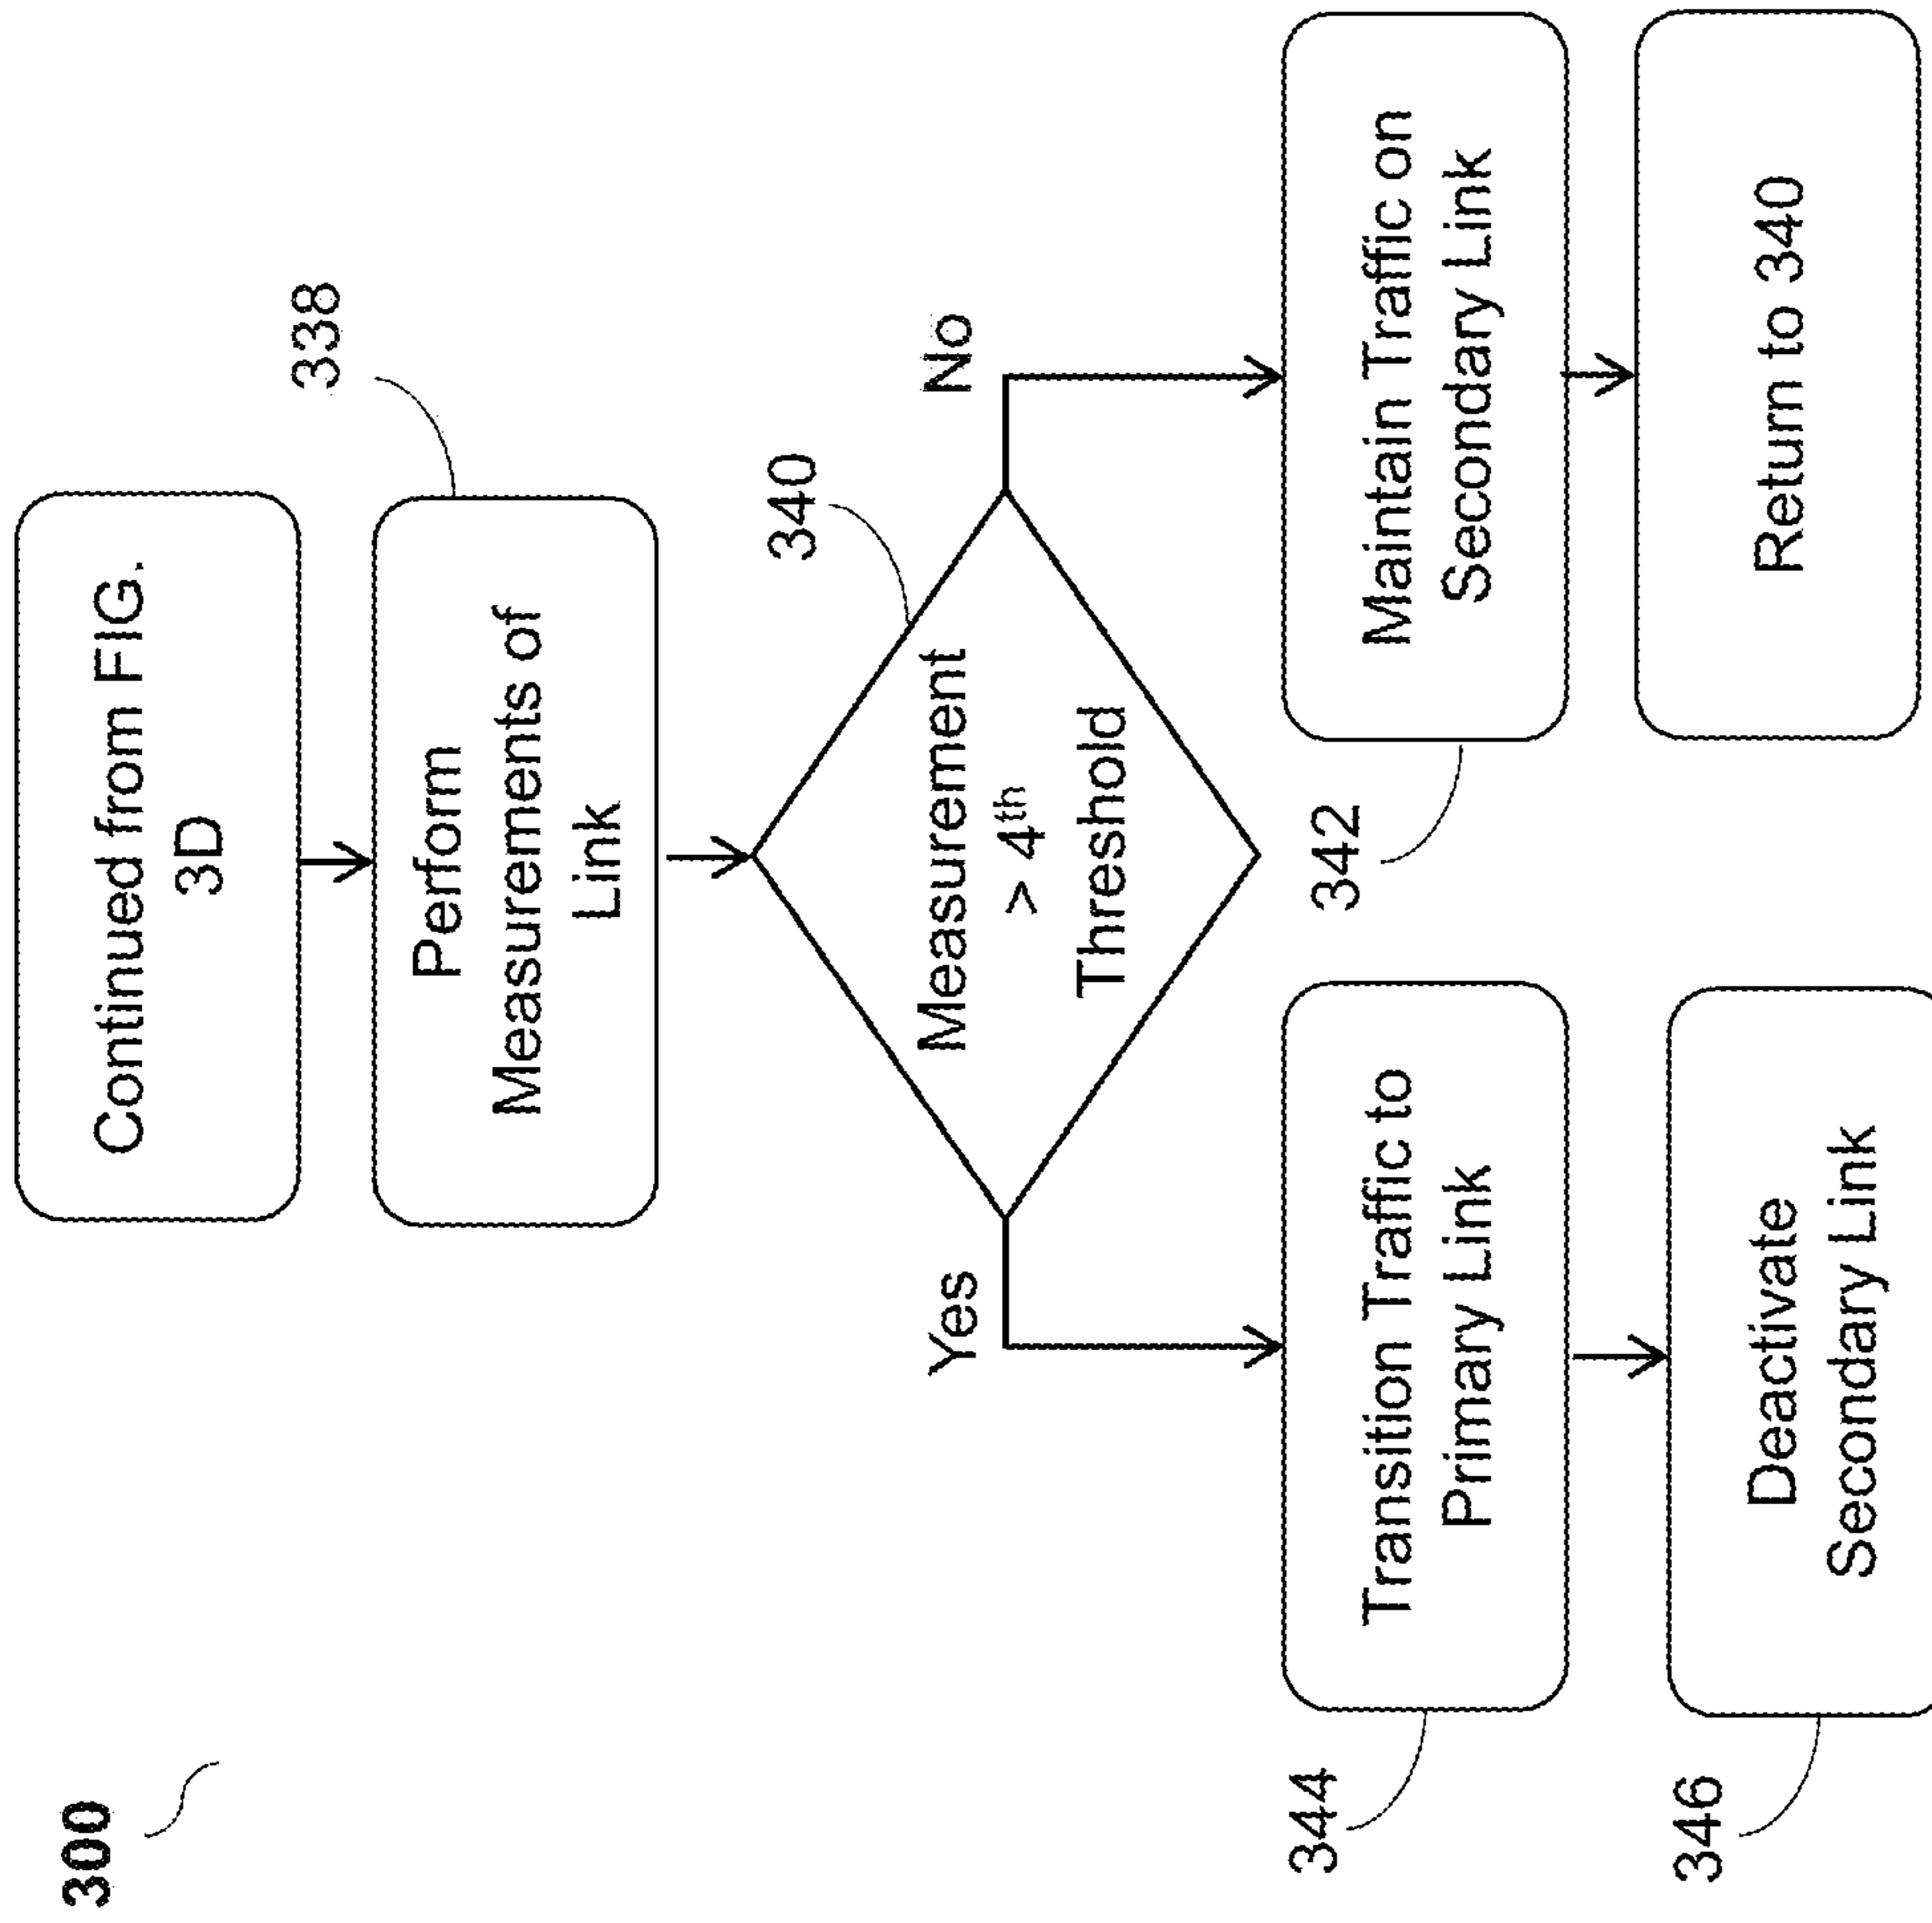 300
Continued from FIG.
3D
338
Perform
Measurements of
Link
340
Measurement
> 4th
Threshold
Yes
No
344
Transition Traffic to
Primary Link
342
Maintain Traffic on
Secondary Link
346
Deactivate
Secondary Link
Return to 340